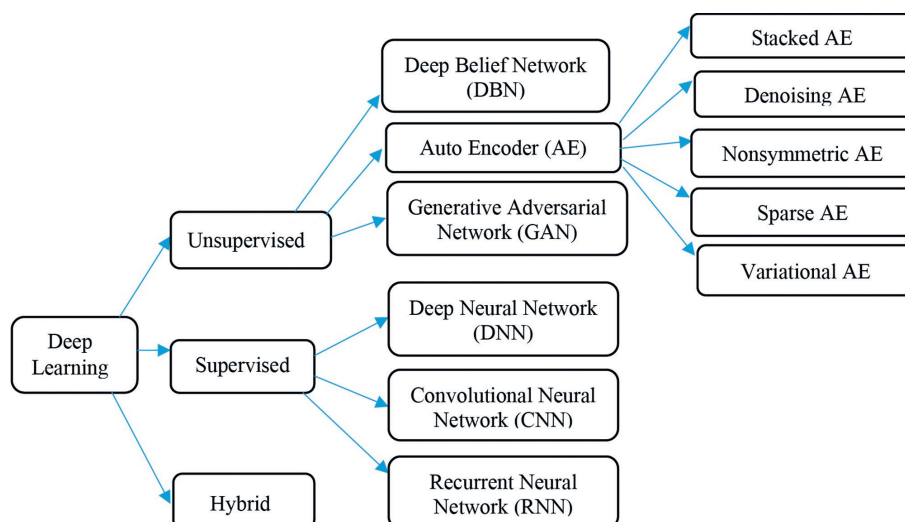 Deep
Learning
Unsupervised
Supervised
Hybrid
Deep Belief Network
(DBN)
Auto Encoder (AE)
Generative Adversarial
Network (GAN)
Deep Neural Network
(DNN)
Convolutional Neural
Network (CNN)
Recurrent Neural
Network (RNN)
Stacked AE
Denoising AE
Nonsymmetric AE
Sparse AE
Variational AE